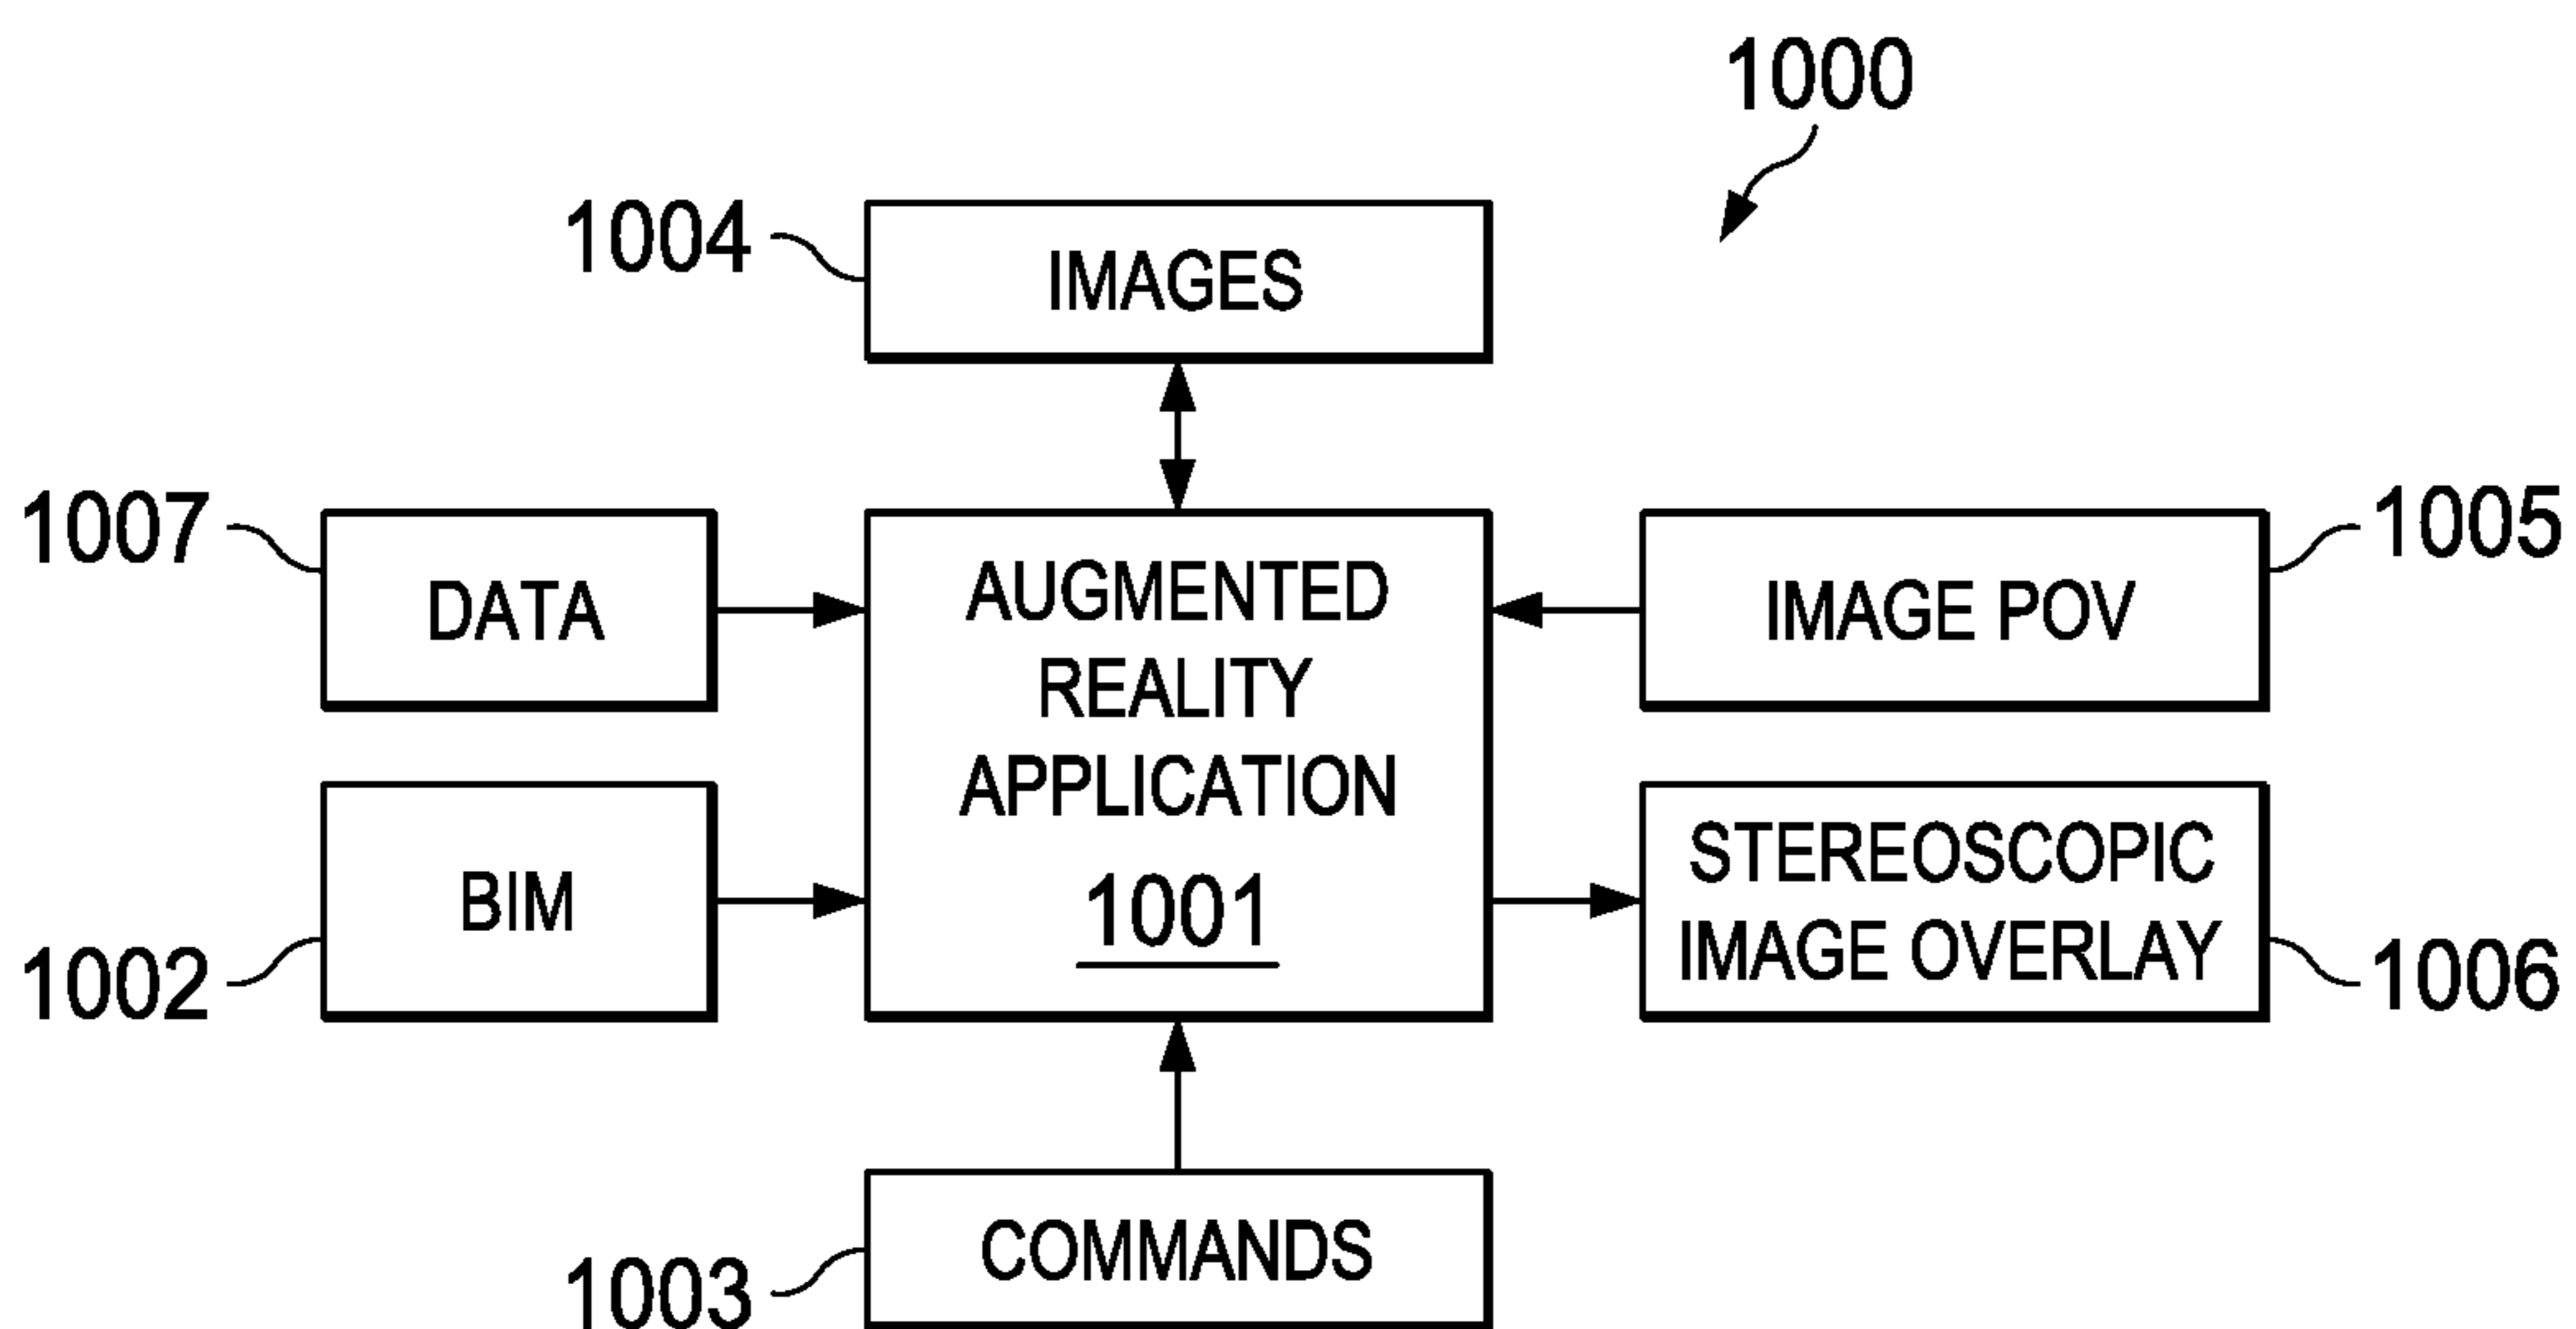 1000
1004
IMAGES
1007
DATA
AUGMENTED
REALITY
APPLICATION
1001
IMAGE POV
1005
BIM
1002
STEREOSCOPIC
IMAGE OVERLAY
1006
COMMANDS
1003